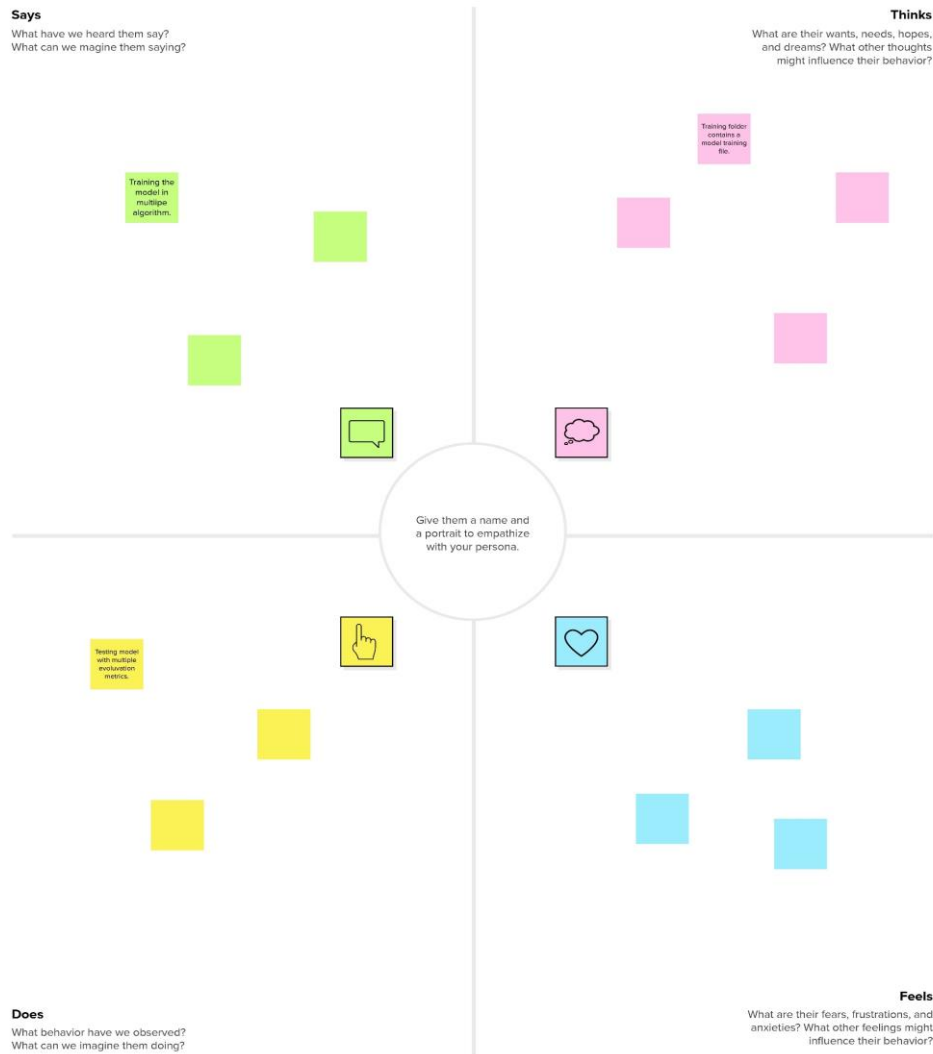 Says
What have we heard them say?
What can we magine them saying?
Thinks
What are their wants, needs, hopes,
and dreams? What other thoughts
might influence their behavior?
Training the
model in
multilpe
algorithm.
Training folder
contains a
model training
file.
Give them a name and
a portrait to empathize
with your persona.
Testing model
with multiple
evoluvation
metrics.
Does
What behavior have we observed?
What can we imagine them doing?
Feels
What are their fears, frustrations, and
anxieties? What other feelings might
influence their behavior?